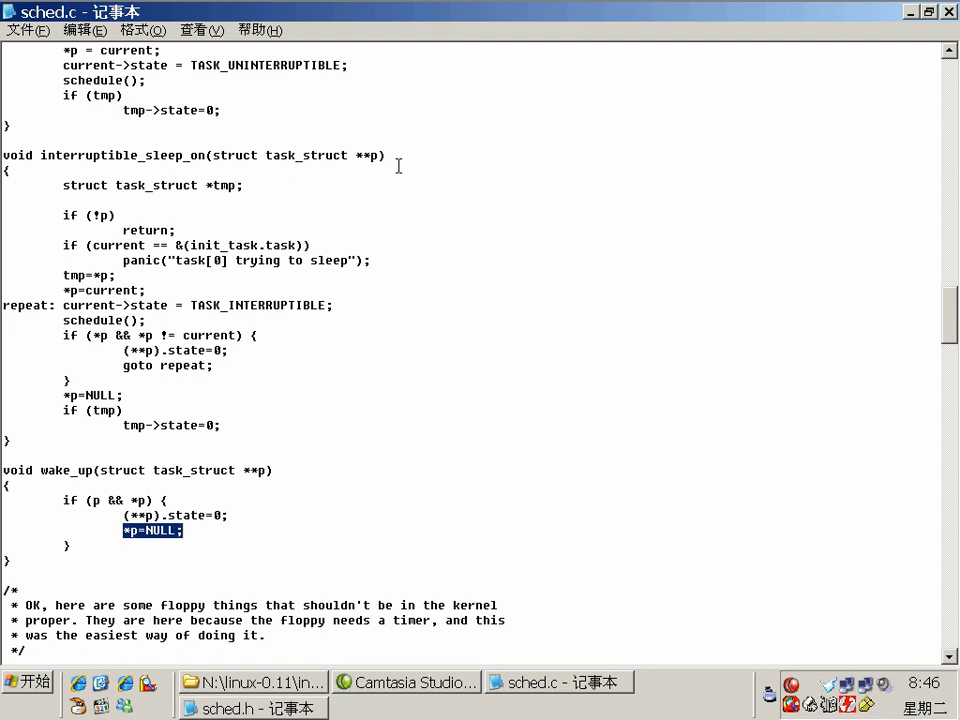 sched.c - 记事本
文件(F) 编辑(E) 格式(O) 查看(V) 帮助(H)
*p = current;
current->state = TASK_UNINTERRUPTIBLE;
schedule();
if (tmp)
tmp->state=0;
}
void interruptible_sleep_on(struct task_struct **p)
{
struct task_struct *tmp;
if (!p)
return;
if (current == &(init_task.task))
panic("task[0] trying to sleep");
tmp=*p;
*p=current;
repeat: current->state = TASK_INTERRUPTIBLE;
schedule();
if (*p && *p != current) {
(**p).state=0;
goto repeat;
}
*p=NULL;
if (tmp)
tmp->state=0;
}
void wake_up(struct task_struct **p)
{
if (p && *p) {
(**p).state=0;
*p=NULL;
}
}
/*
* OK, here are some floppy things that shouldn't be in the kernel
* proper. They are here because the floppy needs a timer, and this
* was the easiest way of doing it.
*/
开始 N:\linux-0.11\in... Camtasia Studio... sched.c - 记事本 8:46
sched.h - 记事本 星期二